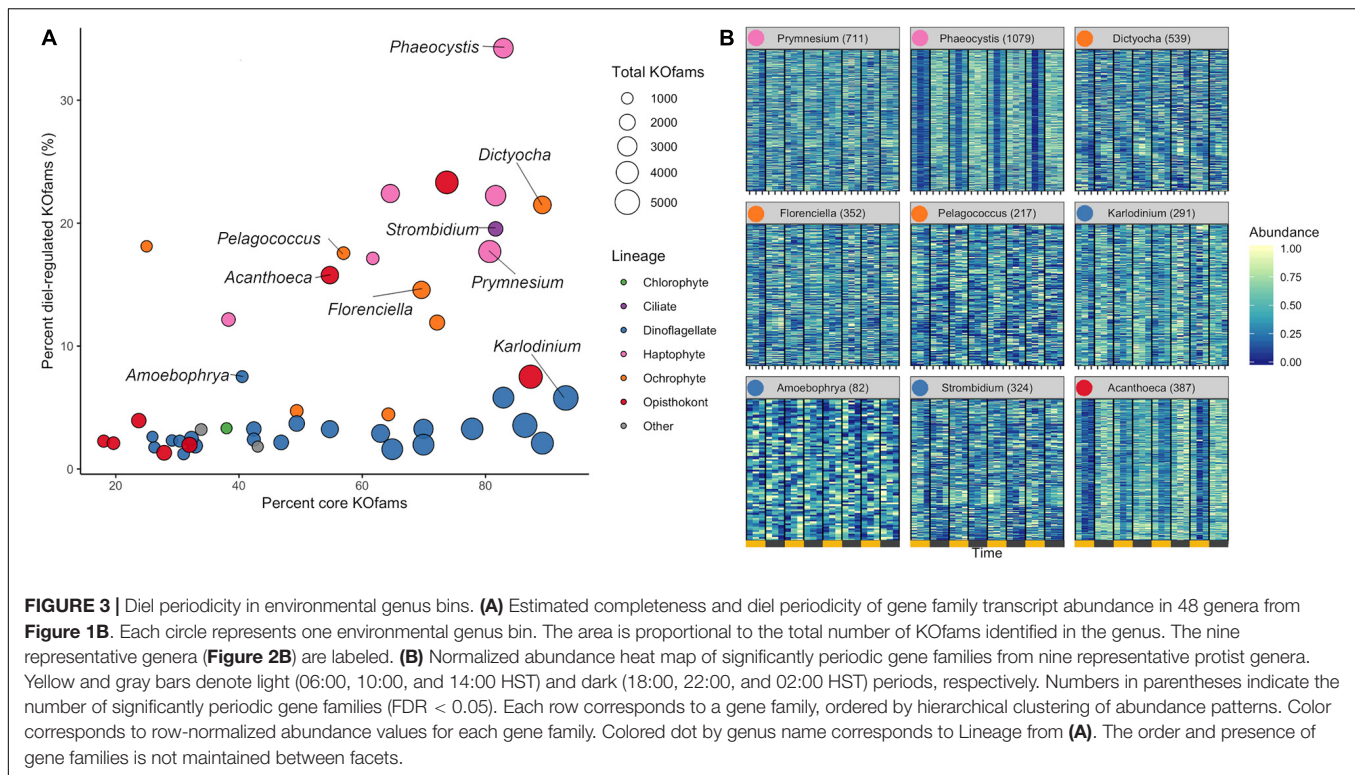 A
Phaeocystis
Dictyocha
Pelagococcus
Strombidium
Acanthoeca
Prymnesium
Florenciella
Karlodinium
Amoebophrya
30
20
10
0
20
40
60
80
Percent diel-regulated KOfams (%)
Percent core KOfams
Total KOfams
1000
2000
3000
4000
5000
Lineage
Chlorophyte
Ciliate
Dinoflagellate
Haptophyte
Ochrophyte
Opisthokont
Other
B
Prymnesium (711)
Phaeocystis (1079)
Dictyocha (539)
Florenciella (352)
Pelagococcus (217)
Karlodinium (291)
Amoebophrya (82)
Strombidium (324)
Acanthoeca (387)
Time
Abundance
1.00
0.75
0.50
0.25
0.00
FIGURE 3 | Diel periodicity in environmental genus bins. (A) Estimated completeness and diel periodicity of gene family transcript abundance in 48 genera from
Figure 1B. Each circle represents one environmental genus bin. The area is proportional to the total number of KOfams identified in the genus. The nine
representative genera (Figure 2B) are labeled. (B) Normalized abundance heat map of significantly periodic gene families from nine representative protist genera.
Yellow and gray bars denote light (06:00, 10:00, and 14:00 HST) and dark (18:00, 22:00, and 02:00 HST) periods, respectively. Numbers in parentheses indicate the
number of significantly periodic gene families (FDR < 0.05). Each row corresponds to a gene family, ordered by hierarchical clustering of abundance patterns. Color
corresponds to row-normalized abundance values for each gene family. Colored dot by genus name corresponds to Lineage from (A). The order and presence of
gene families is not maintained between facets.